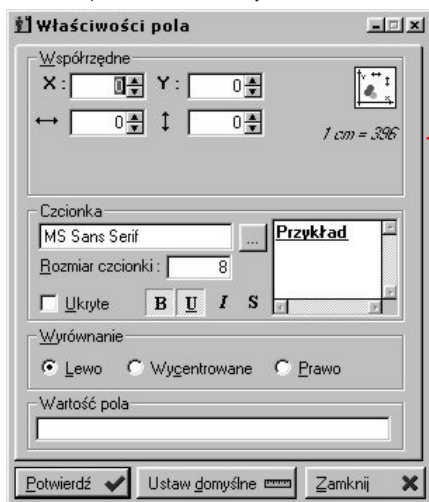 Właściwości pola
Współrzędne
X : 0 Y : 0
0 0
1 cm = 396
Czcionka
MS Sans Serif ... Przykład
Rozmiar czcionki : 8
Ukryte B U I S
Wyrównanie
Lewo Wycentrowane Prawo
Wartość pola
Potwierdź Ustaw domyślne Zamknij